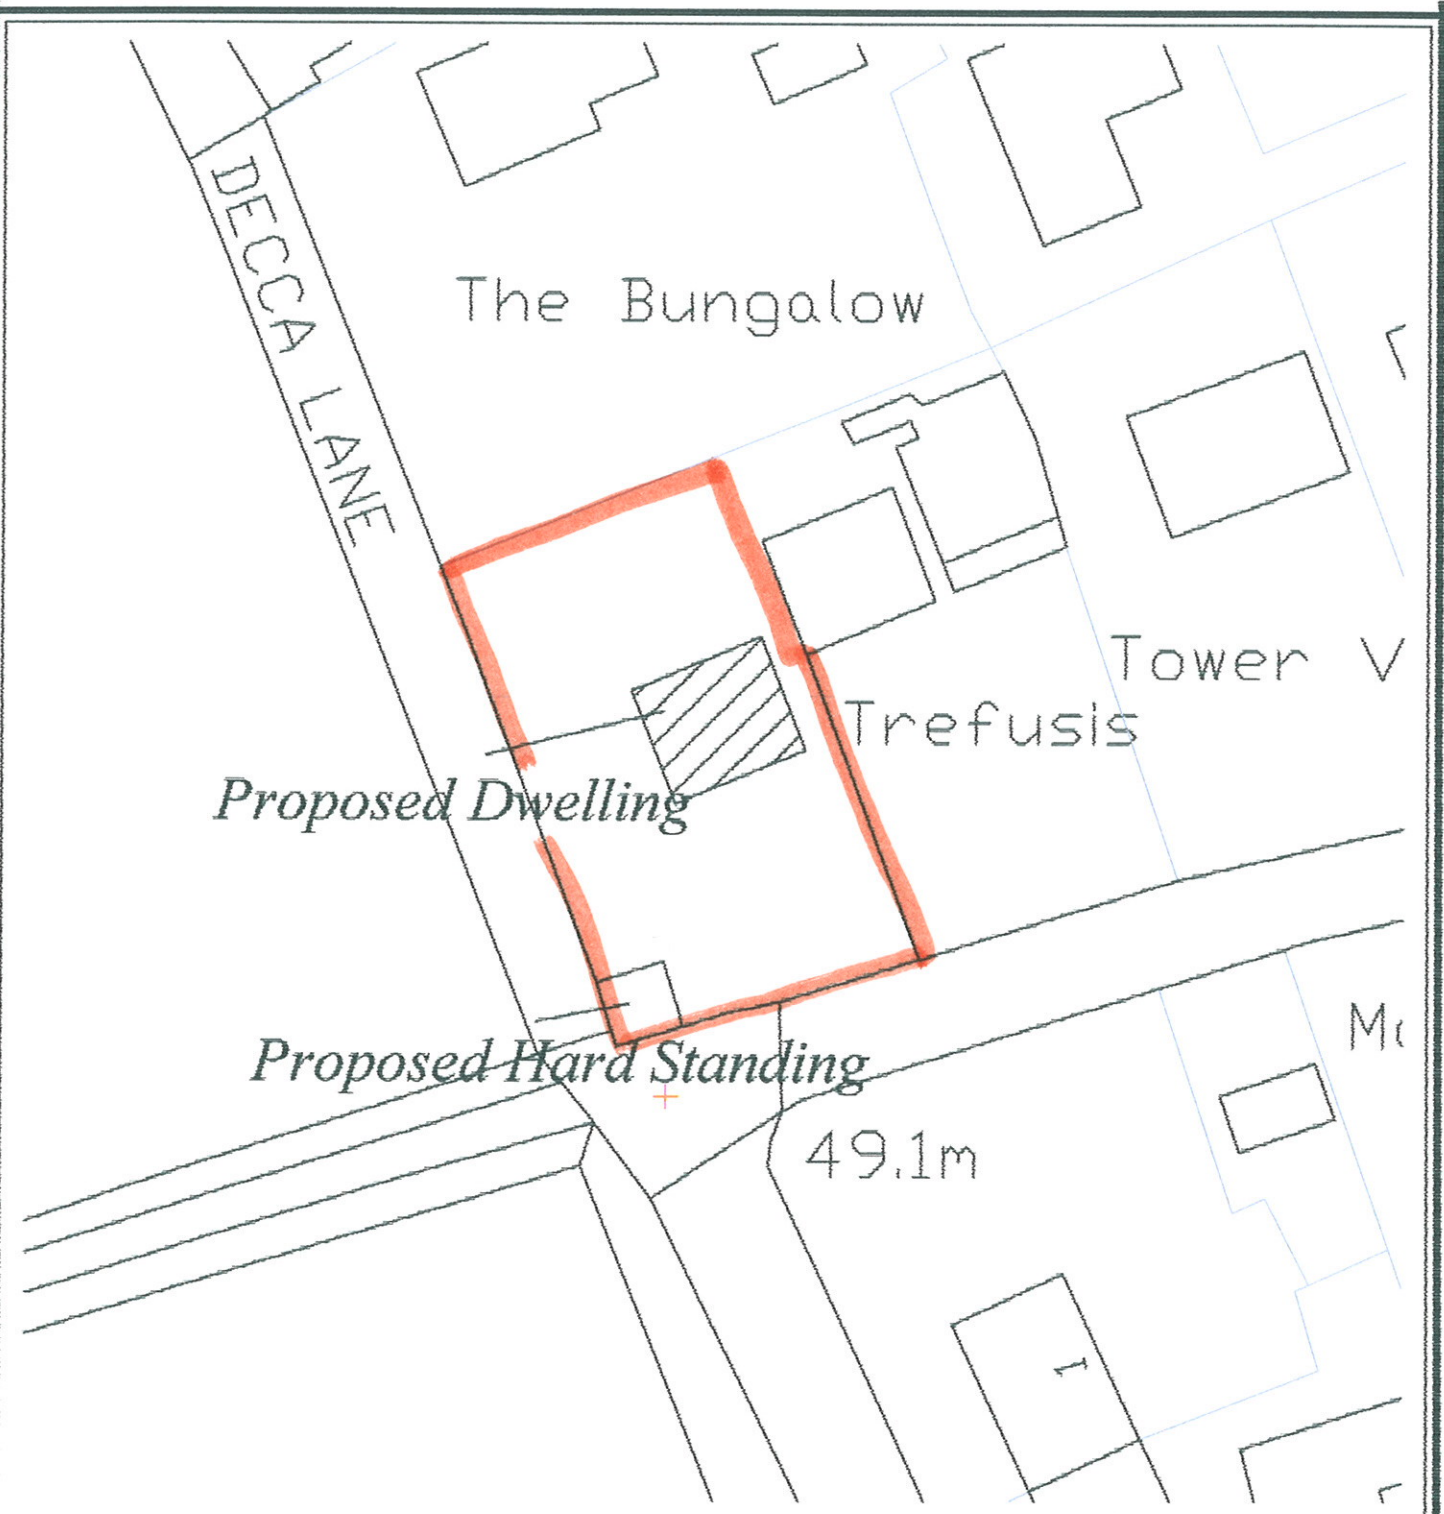 DECCA LANE
The Bungalow
Tower V
Trefusis
Proposed Dwelling
Proposed Hard Standing
49.1m
1